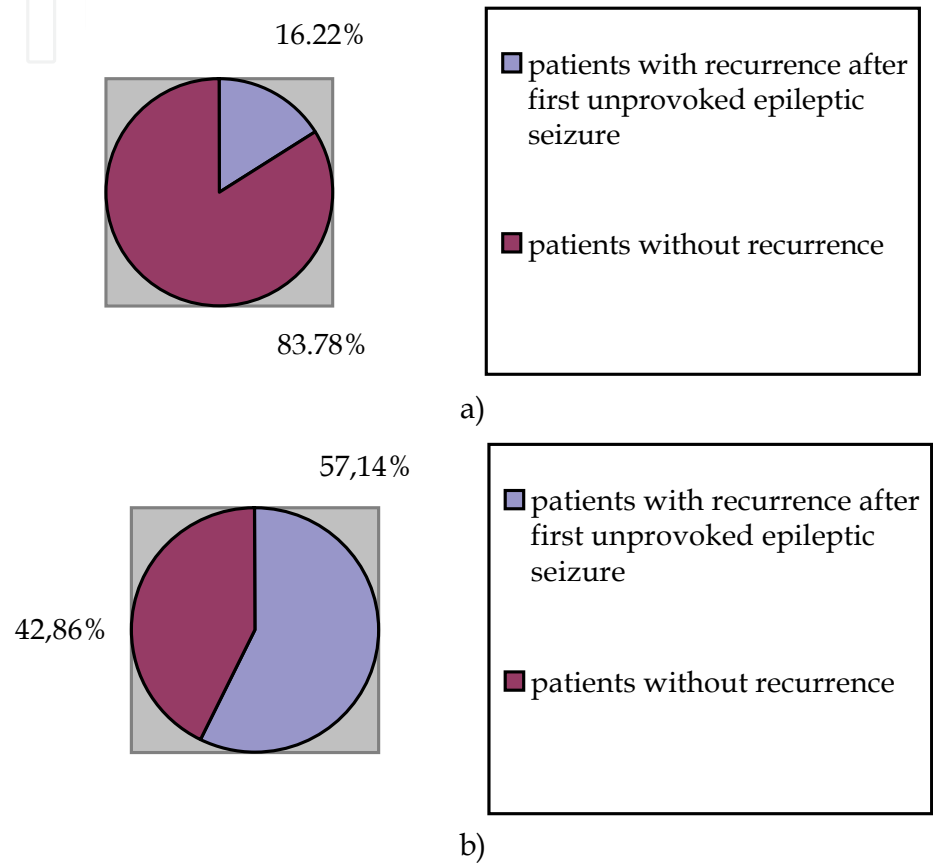 16.22%
patients with recurrence after
first unprovoked epileptic
seizure
patients without recurrence
83.78%
a)
57,14%
patients with recurrence after
first unprovoked epileptic
seizure
42,86%
patients without recurrence
b)